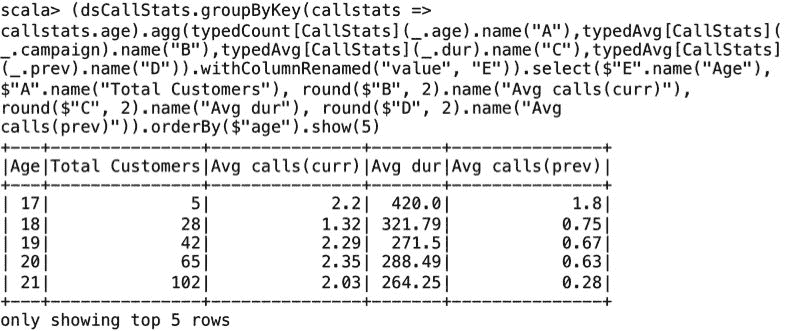 scala> (dsCallStats.groupByKey(callstats =>
callstats.age).agg(typedCount[CallStats](_.age).name("A"),typedAvg[CallStats](
_.campaign).name("B"),typedAvg[CallStats](_.dur).name("C"),typedAvg[CallStats]
(_.prev).name("D")).withColumnRenamed("value", "E")).select($"E".name("Age"),
$"A".name("Total Customers"), round($"B", 2).name("Avg calls(curr)"),
round($"C", 2).name("Avg dur"), round($"D", 2).name("Avg
calls(prev)")).orderBy($"age").show(5)
+---+---------------+---------------+-------+---------------+
|Age|Total Customers|Avg calls(curr)|Avg dur|Avg calls(prev)|
+---+---------------+---------------+-------+---------------+
| 17|              5|            2.2|  420.0|            1.8|
| 18|             28|           1.32| 321.79|           0.75|
| 19|             42|           2.29|  271.5|           0.67|
| 20|             65|           2.35| 288.49|           0.63|
| 21|            102|           2.03| 264.25|           0.28|
+---+---------------+---------------+-------+---------------+
only showing top 5 rows